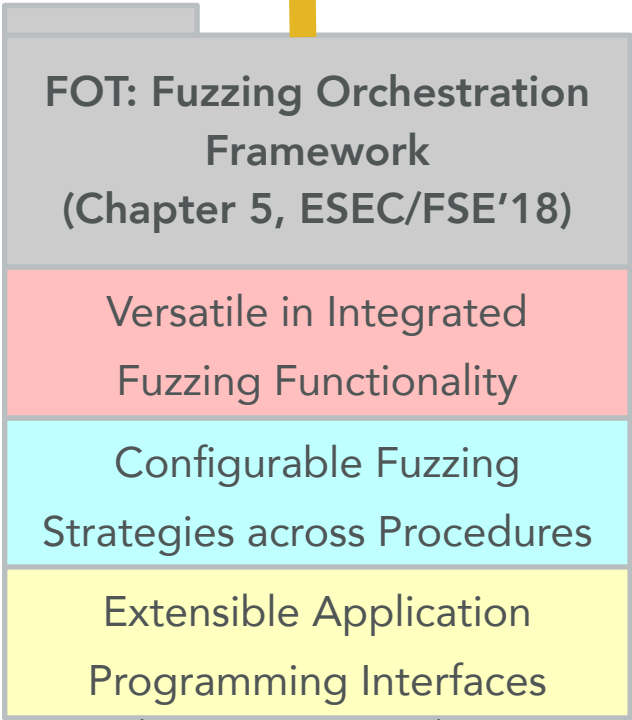 FOT: Fuzzing Orchestration
Framework
(Chapter 5, ESEC/FSE’18)
Versatile in Integrated
Fuzzing Functionality
Configurable Fuzzing
Strategies across Procedures
Extensible Application
Programming Interfaces